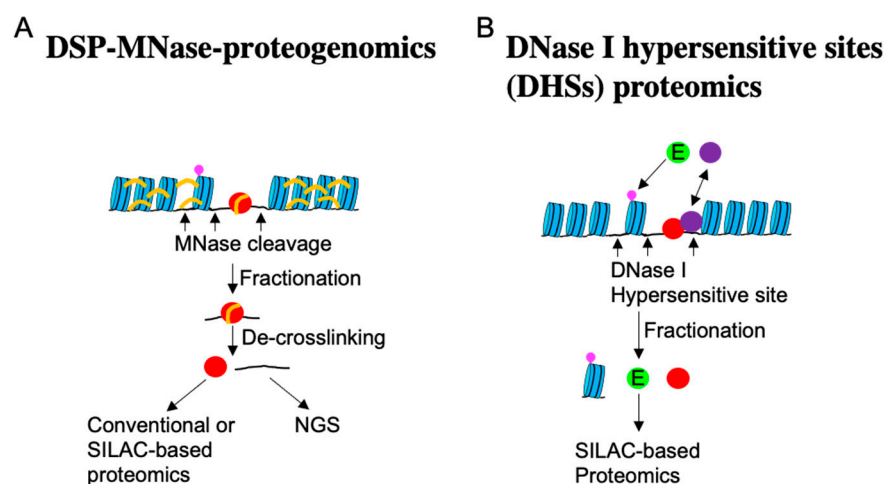 A
DSP-MNase-proteogenomics
MNase cleavage
Fractionation
De-crosslinking
Conventional or
SILAC-based
proteomics
NGS
B
DNase I hypersensitive sites
(DHSs) proteomics
E
DNase I
Hypersensitive site
Fractionation
E
SILAC-based
Proteomics